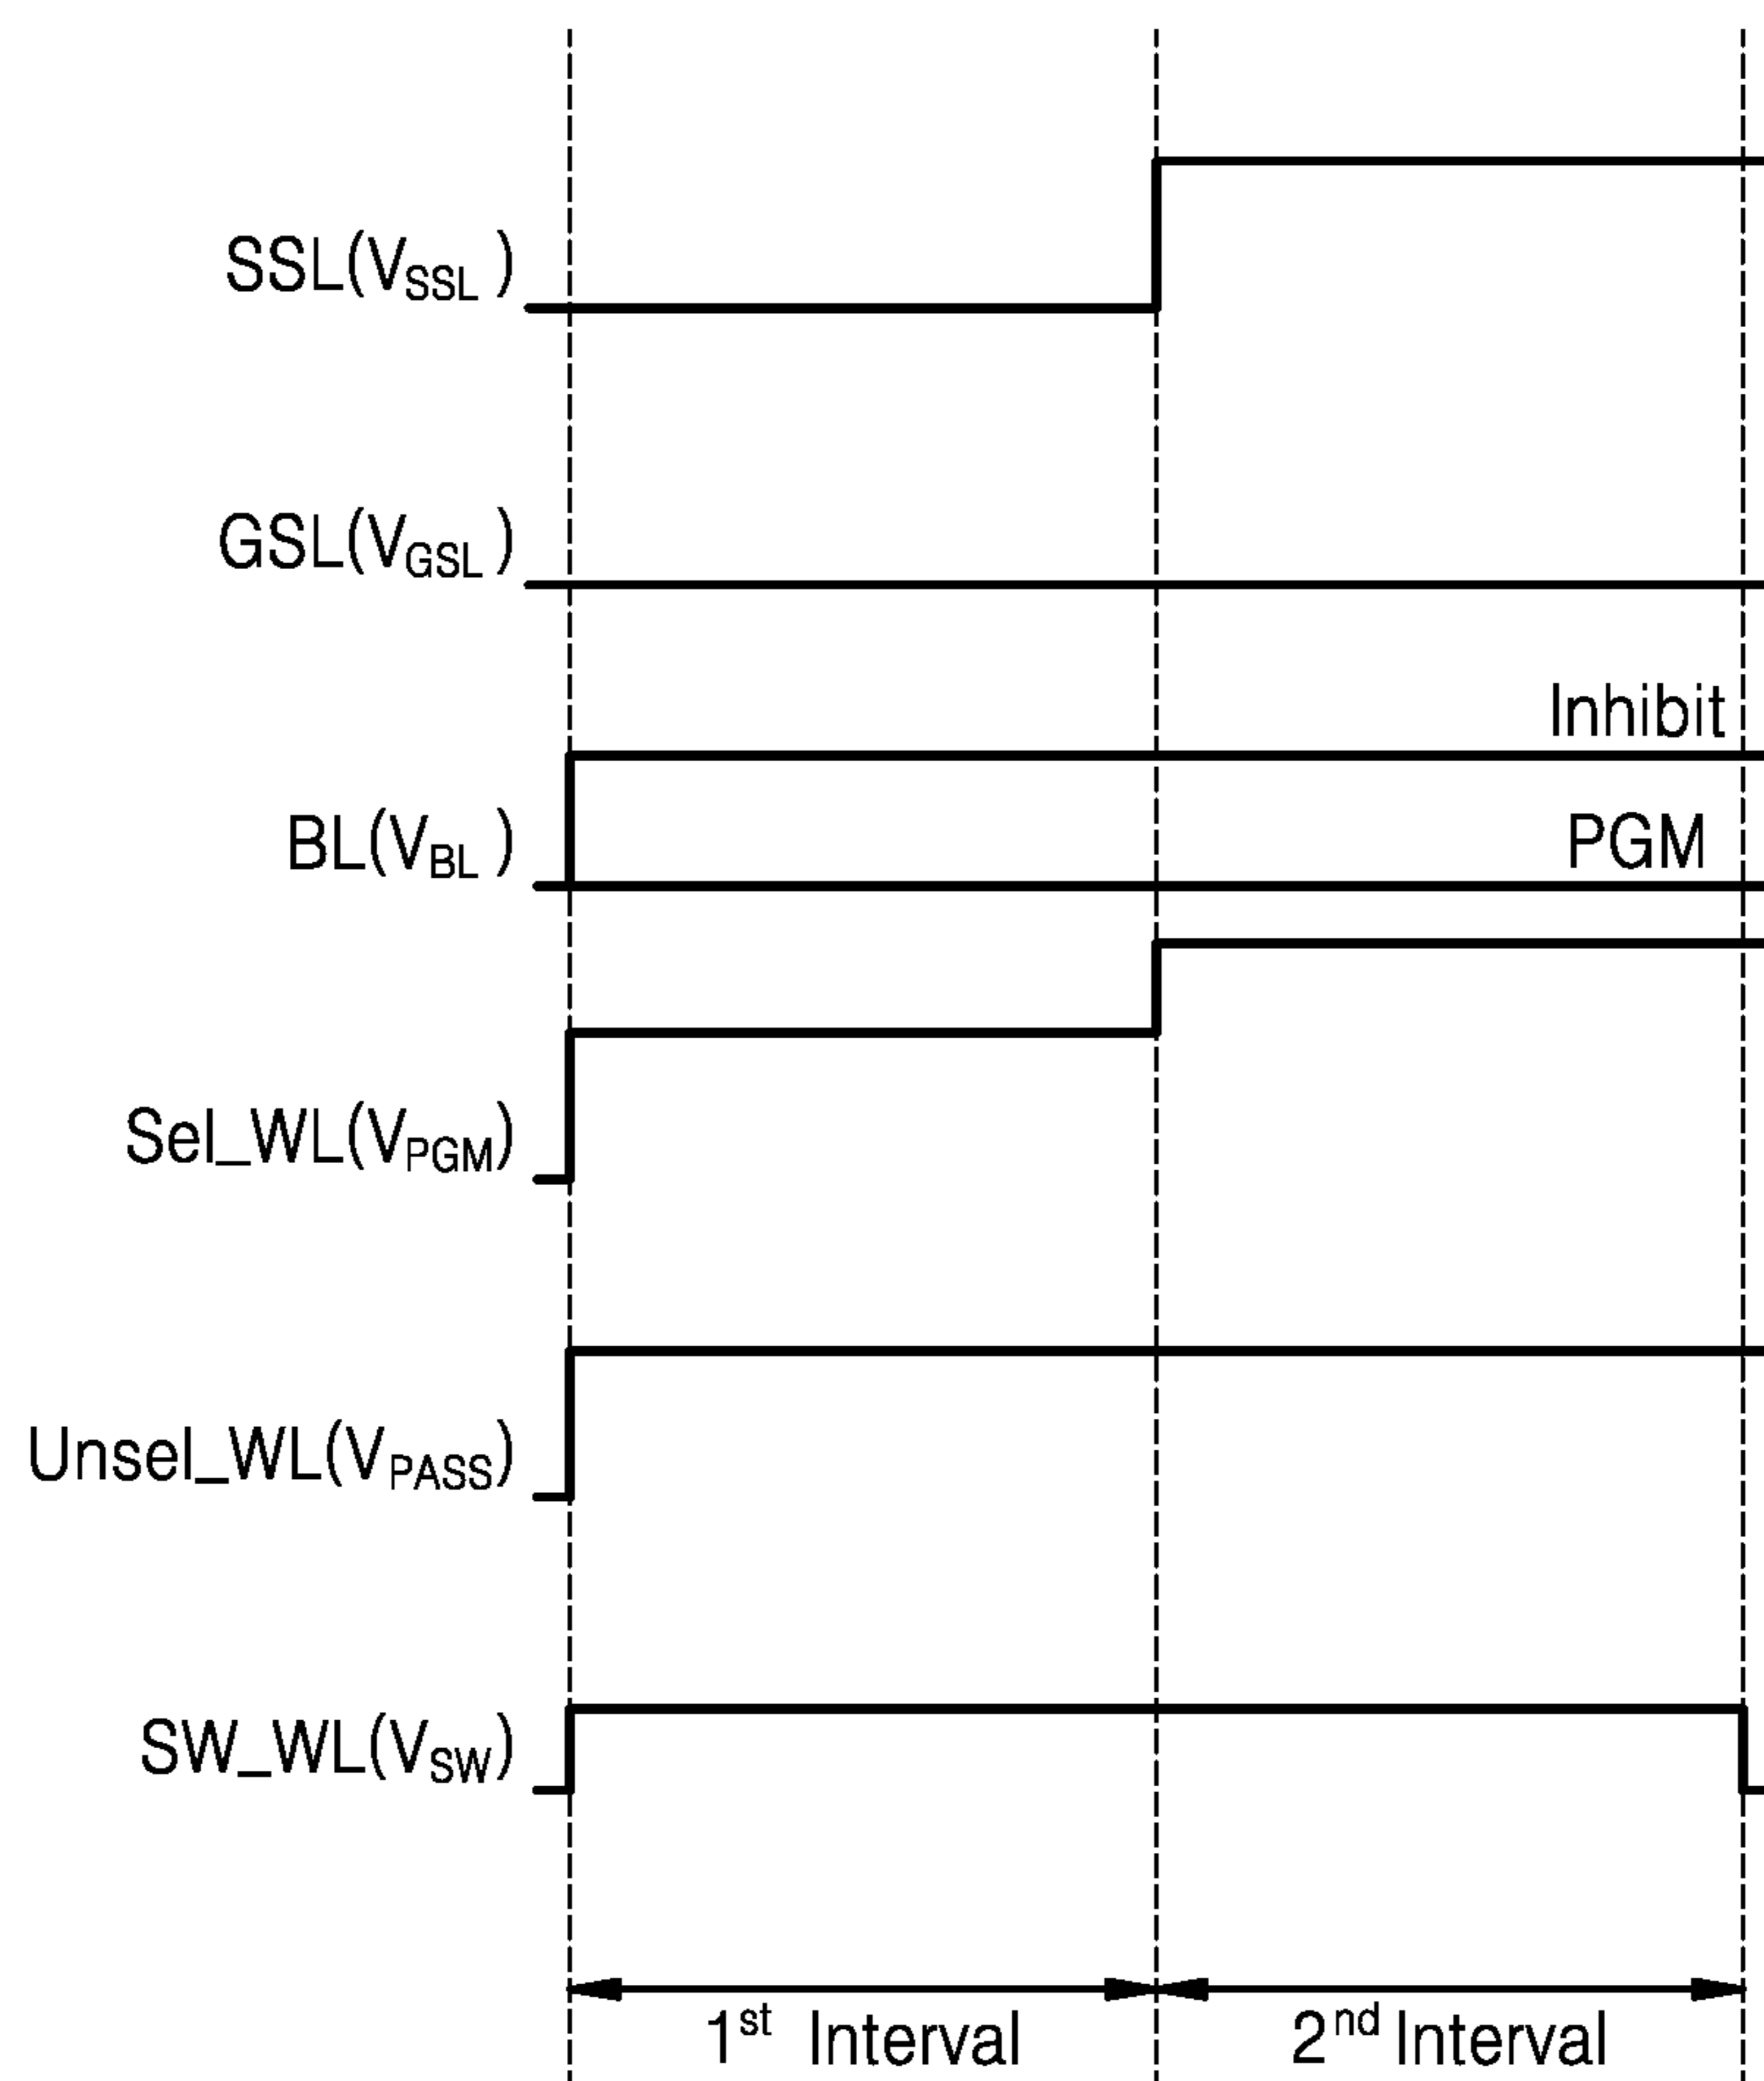 SSL(VSSL )
GSL(VGSL )
Inhibit
BL(VBL )
PGM
Sel_WL(VPGM)
Unsel_WL(VPASS)
SW_WL(VSW)
1st Interval
2nd Interval